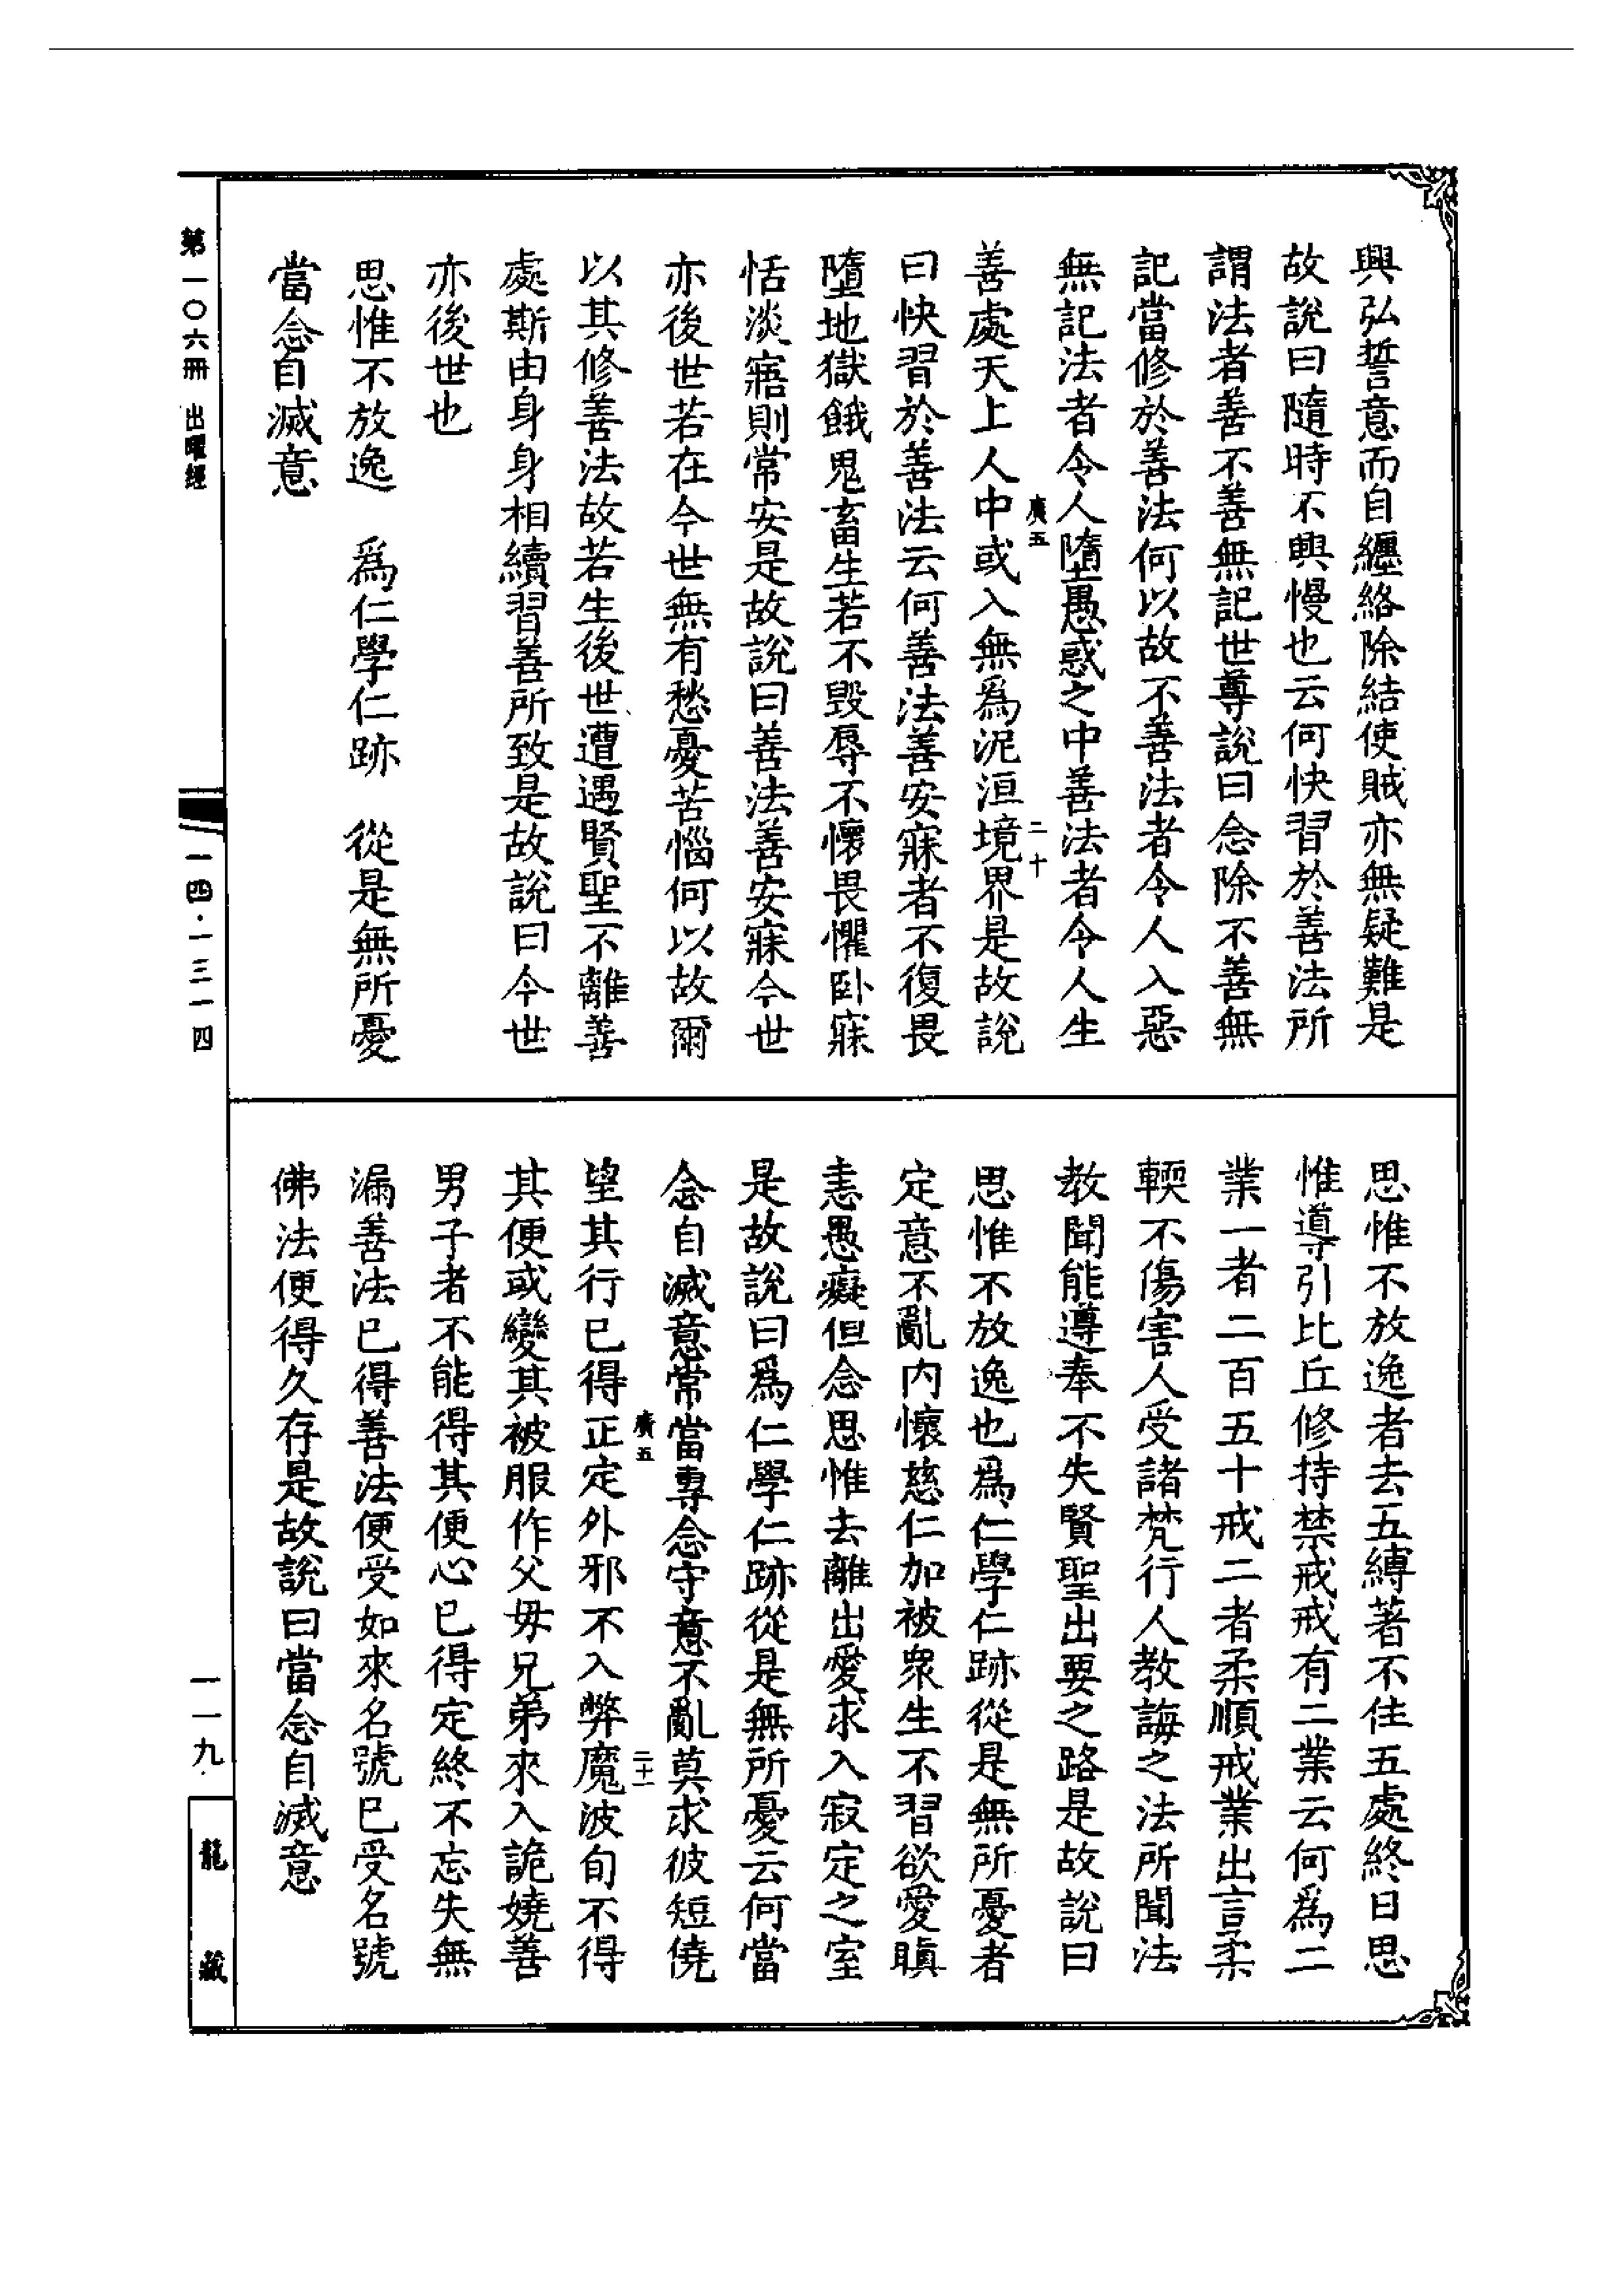 興弘誓意而自纏絡除結使賊亦無疑難是
故說曰隨時不興慢也云何快習於善法所
謂法者善不善無記世尊說曰念除不善無
記當修於善法何以故不善法者令人入惡
無記法者令人墮愚惑之中善法者令人生
廣五
二十
善處天上人中或入無爲泥洹境界是故說
曰快習於善法云何善法善安寐者不復畏
墮地獄餓鬼畜生若不毀辱不懷畏懼卧寐
恬淡寤則常安是故說曰善法善安寐今世
亦後世若在今世無有愁憂苦惱何以故爾
以其修善法故若生後世遭遇賢聖不離善
處斯由身身相續習善所致是故說曰今世
亦後世也
思惟不放逸　爲仁學仁跡　從是無所憂
當念自滅意
思惟不放逸者去五縛著不住五處終日思
惟導引比丘修持禁戒戒有二業云何爲二
業一者二百五十戒二者柔順戒業出言柔
輭不傷害人受諸梵行人教誨之法所聞法
教聞能遵奉不失賢聖出要之路是故說曰
思惟不放逸也爲仁學仁跡從是無所憂者
定意不亂内懷慈仁加被衆生不習欲愛瞋
恚愚癡但念思惟去離出愛求入寂定之室
是故說曰爲仁學仁跡從是無所憂云何當
念自滅意常當專念守意不亂莫求彼短僥
廣五
二十一
望其行已得正定外邪不入弊魔波旬不得
其便或變其被服作父母兄弟來入詭嬈善
男子者不能得其便心已得定終不忘失無
漏善法已得善法便受如來名號已受名號
佛法便得久存是故說曰當念自滅意
第一〇六冊　出曜經
一四·一三一四
一一九
龍藏